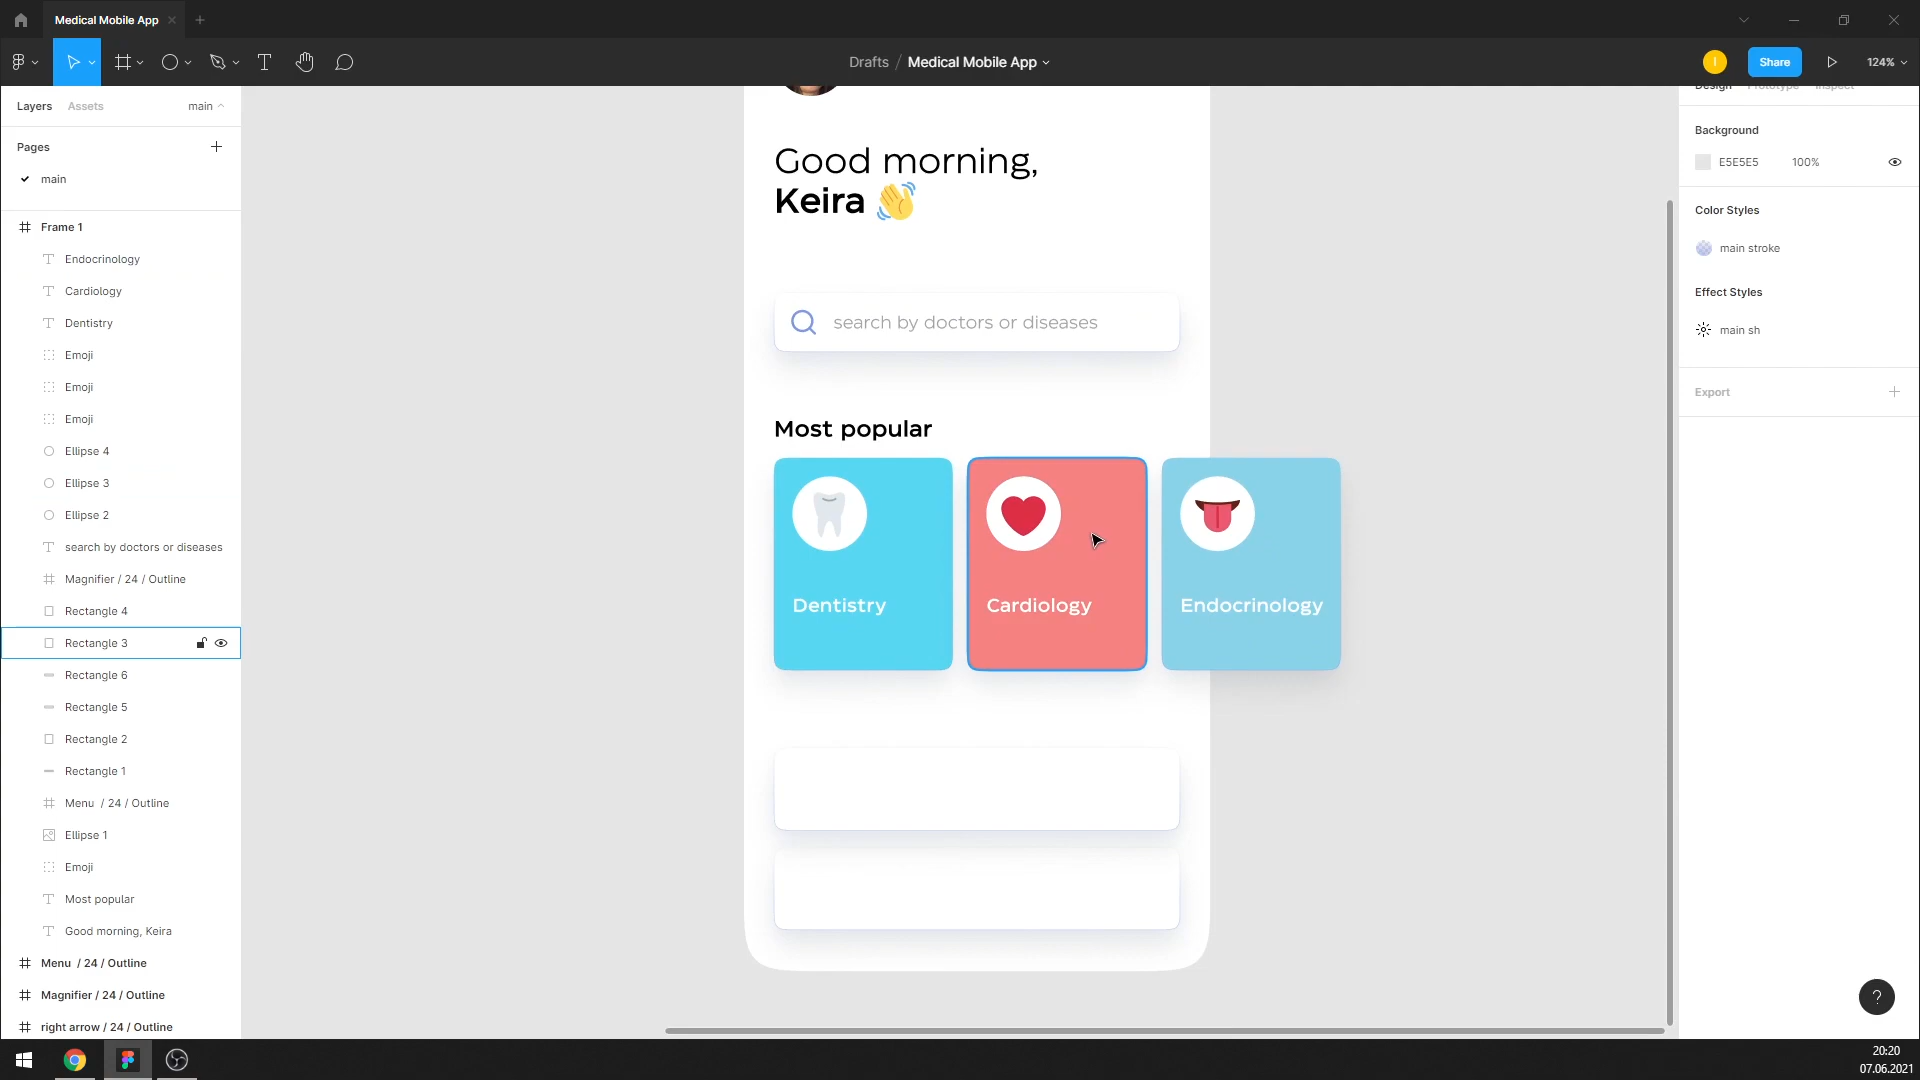 Medical Mobile App
Drafts / Medical Mobile App
I
Share
124%
Layers
Assets
main
Design
Prototype
Inspect
Pages
main
Frame 1
Endocrinology
Cardiology
Dentistry
Emoji
Emoji
Emoji
Ellipse 4
Ellipse 3
Ellipse 2
search by doctors or diseases
Magnifier / 24 / Outline
Rectangle 4
Rectangle 3
Rectangle 6
Rectangle 5
Rectangle 2
Rectangle 1
Menu / 24 / Outline
Ellipse 1
Emoji
Most popular
Good morning, Keira
Menu / 24 / Outline
Magnifier / 24 / Outline
right arrow / 24 / Outline
Good morning,
Keira
search by doctors or diseases
Most popular
Dentistry
Cardiology
Endocrinology
Background
E5E5E5 100%
Color Styles
main stroke
Effect Styles
main sh
Export
?
20:20
07.06.2021